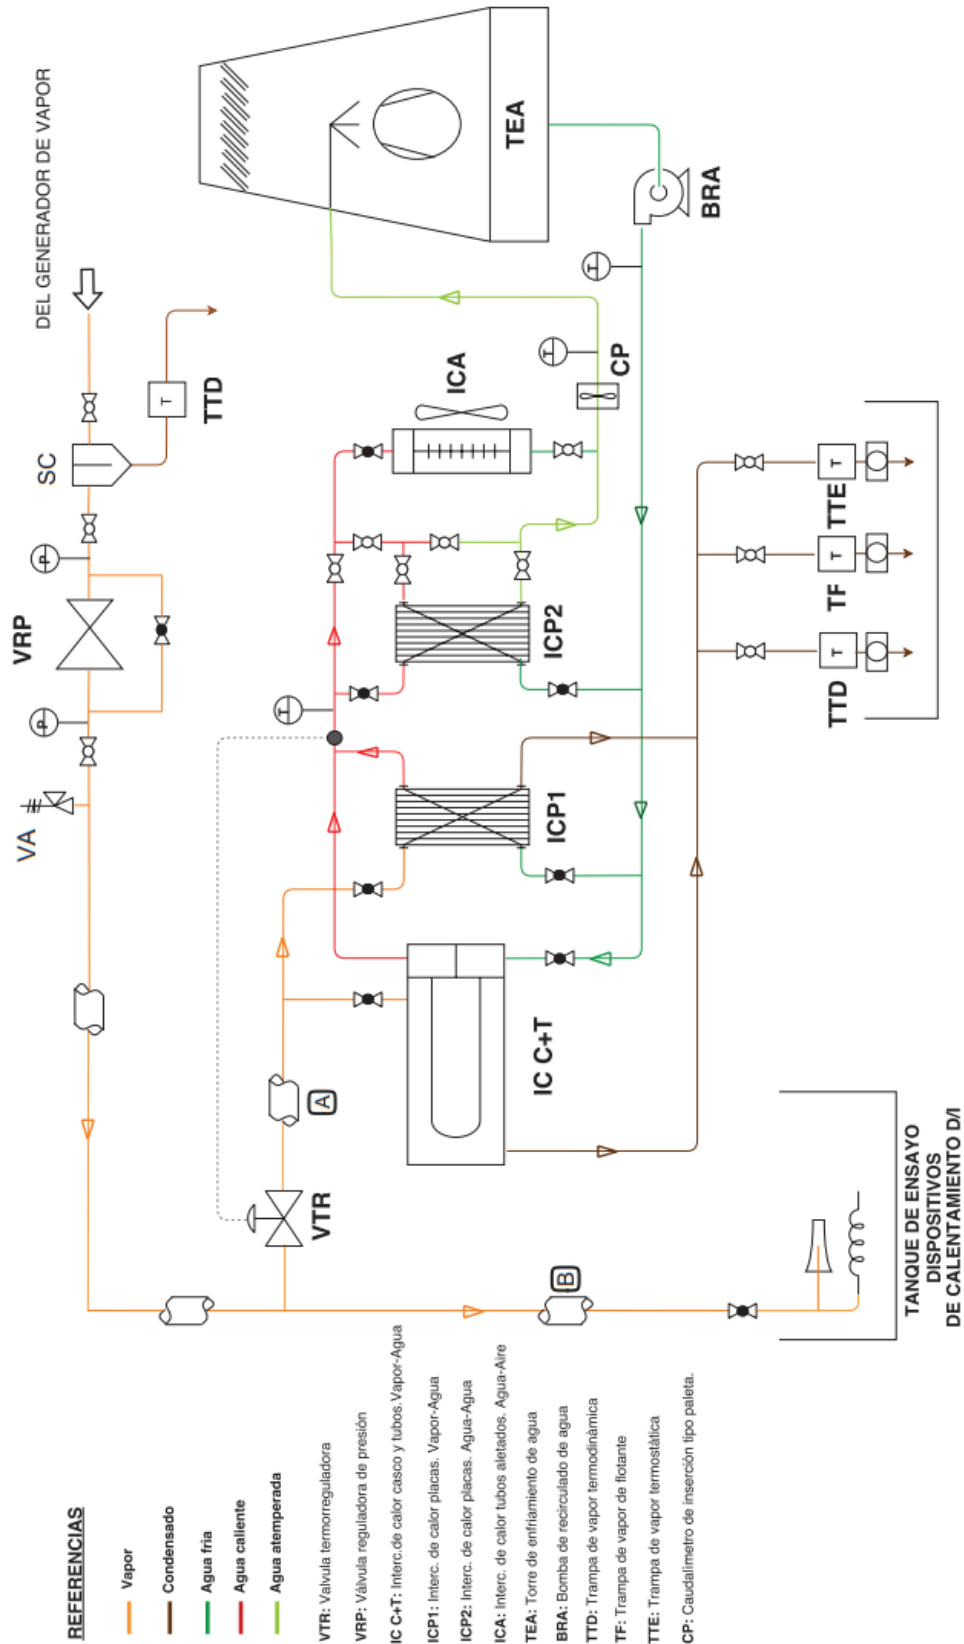 DEL GENERADOR DE VAPOR
SC
TTD
T
VRP
P
P
VA
TEA
BRA
T
T
CP
ICA
ICP2
T
ICP1
IC C+T
A
VTR
B
TTE
T
TF
T
TTD
T
TANQUE DE ENSAYO
DISPOSITIVOS
DE CALENTAMIENTO D/I
REFERENCIAS
Vapor
Condensado
Agua fria
Agua caliente
Agua atemperada
VTR: Valvula termorreguladora
VRP: Válvula reguladora de presión
IC C+T: Interc.de calor casco y tubos.Vapor-Agua
ICP1: Interc. de calor placas. Vapor-Agua
ICP2: Interc. de calor placas. Agua-Agua
ICA: Interc. de calor tubos aletados. Agua-Aire
TEA: Torre de enfriamiento de agua
BRA: Bomba de recirculado de agua
TTD: Trampa de vapor termodinàmica
TF: Trampa de vapor de flotante
TTE: Trampa de vapor termostàtica
CP: Caudalimetro de inserción tipo paleta.